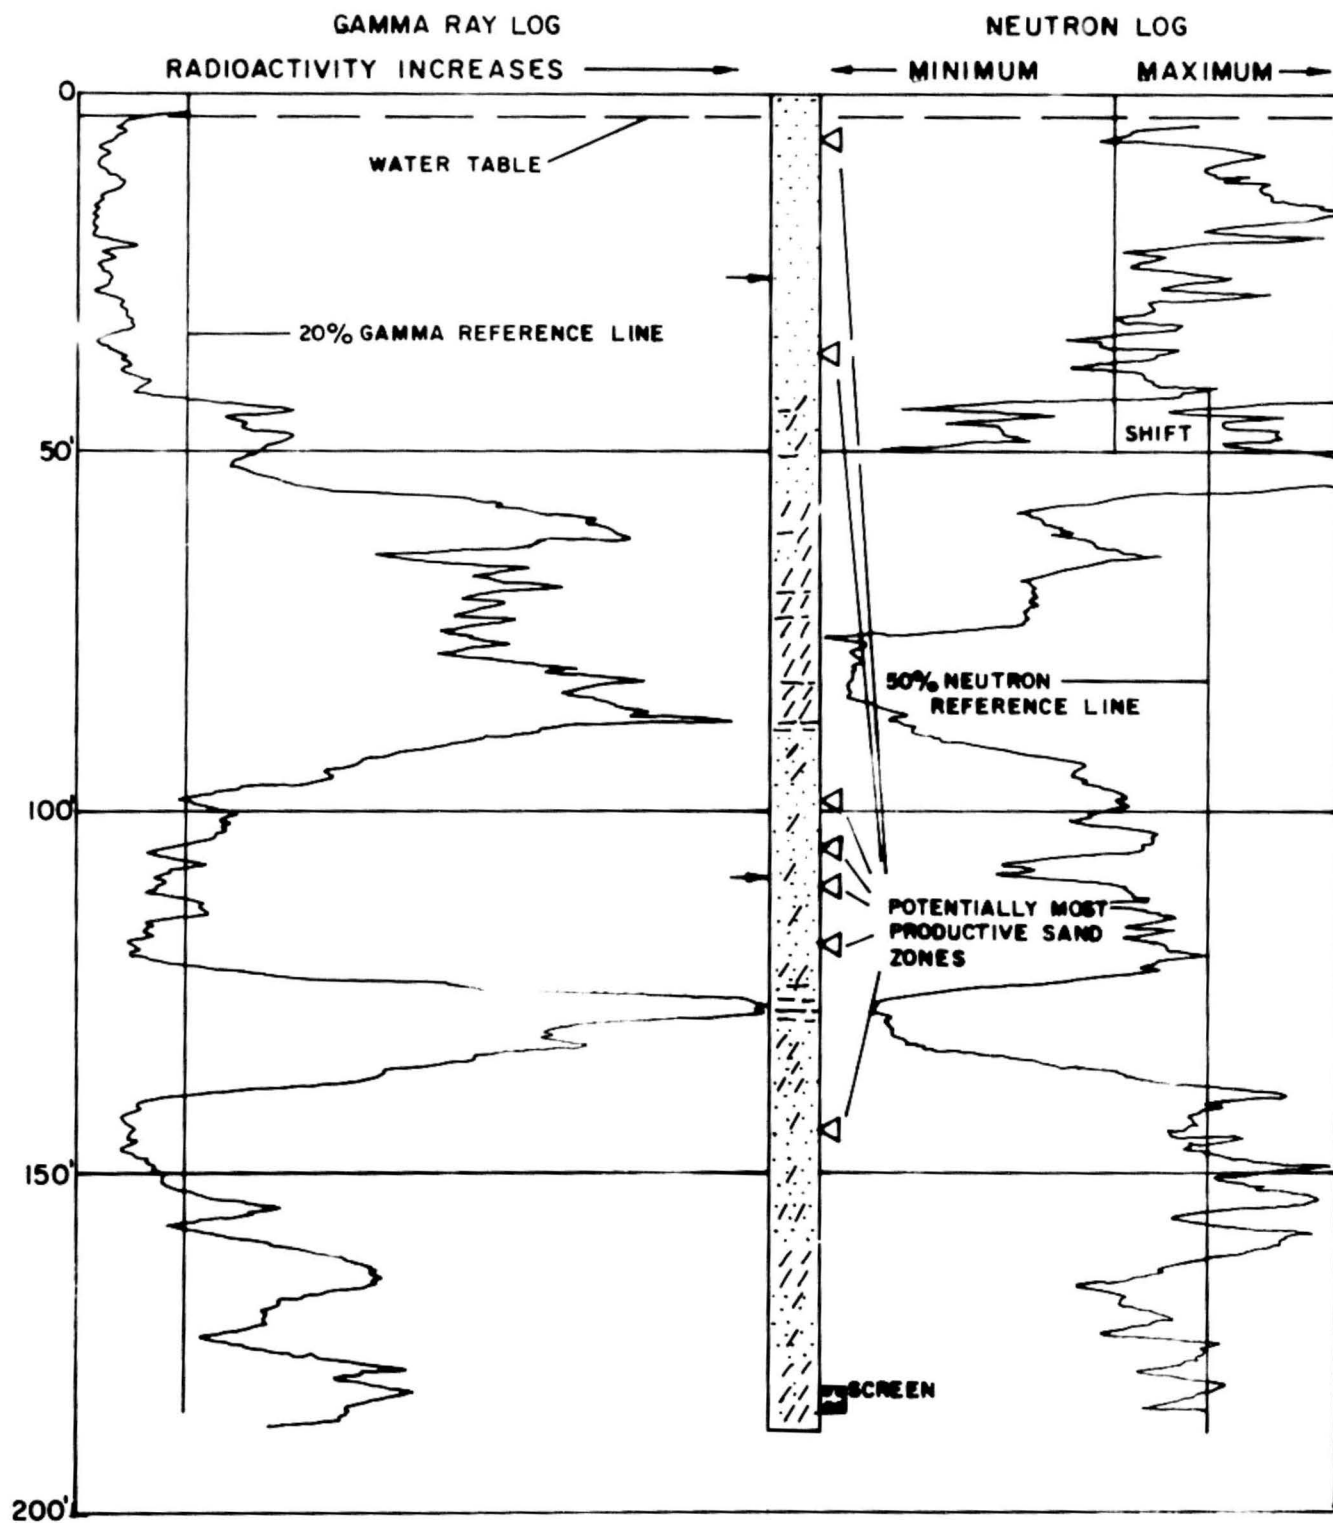 GAMMA RAY LOG
NEUTRON LOG
RADIOACTIVITY INCREASES
MINIMUM
MAXIMUM
0
WATER TABLE
20% GAMMA REFERENCE LINE
50'
SHIFT
50% NEUTRON
REFERENCE LINE
100'
POTENTIALLY MOST
PRODUCTIVE SAND
ZONES
150'
SCREEN
200'